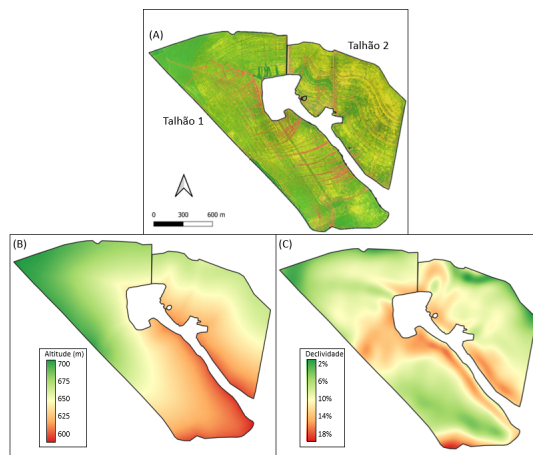 (A)
Talhão 2
Talhão 1
0 300 600 m
(B)
Altitude (m)
700
675
650
625
600
(C)
Declividade
2%
6%
10%
14%
18%